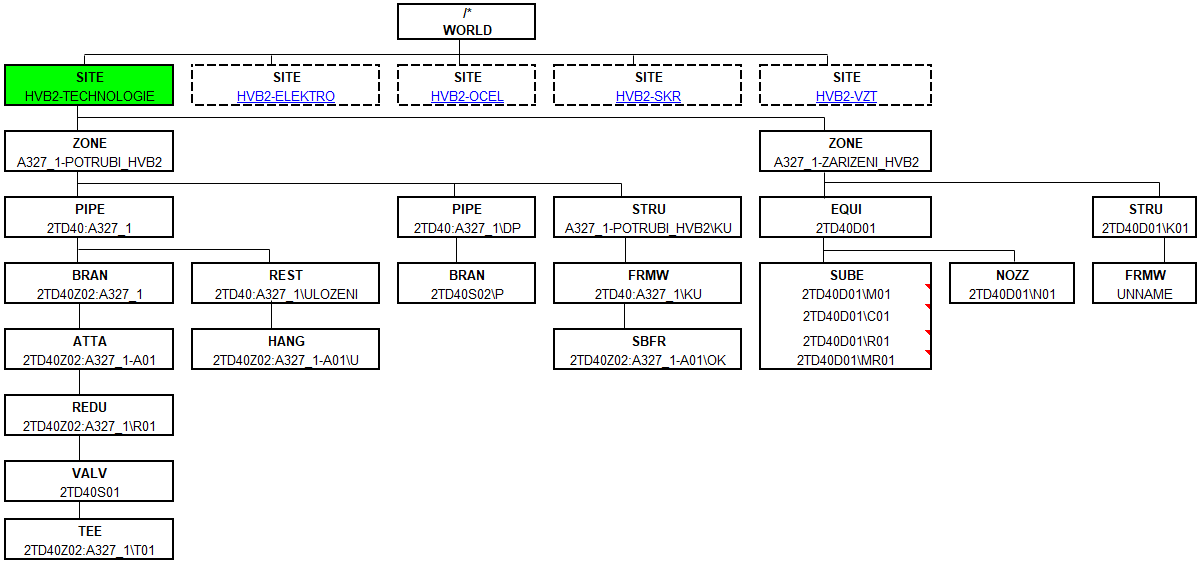 /*
WORLD
SITE
HVB2-TECHNOLOGIE
SITE
HVB2-ELEKTRO
SITE
HVB2-OCEL
SITE
HVB2-SKR
SITE
HVB2-VZT
ZONE
A327_1-POTRUBI_HVB2
ZONE
A327_1-ZARIZENI_HVB2
PIPE
2TD40:A327_1
PIPE
2TD40:A327_1\DP
STRU
A327_1-POTRUBI_HVB2\KU
EQUI
2TD40D01
STRU
2TD40D01\K01
BRAN
2TD40Z02:A327_1
REST
2TD40:A327_1\ULOZENI
BRAN
2TD40S02\P
FRMW
2TD40:A327_1\KU
SUBE
2TD40D01\M01
2TD40D01\C01
2TD40D01\R01
2TD40D01\MR01
NOZZ
2TD40D01\N01
FRMW
UNNAME
ATTA
2TD40Z02:A327_1-A01
HANG
2TD40Z02:A327_1-A01\U
SBFR
2TD40Z02:A327_1-A01\OK
REDU
2TD40Z02:A327_1\R01
VALV
2TD40S01
TEE
2TD40Z02:A327_1\T01